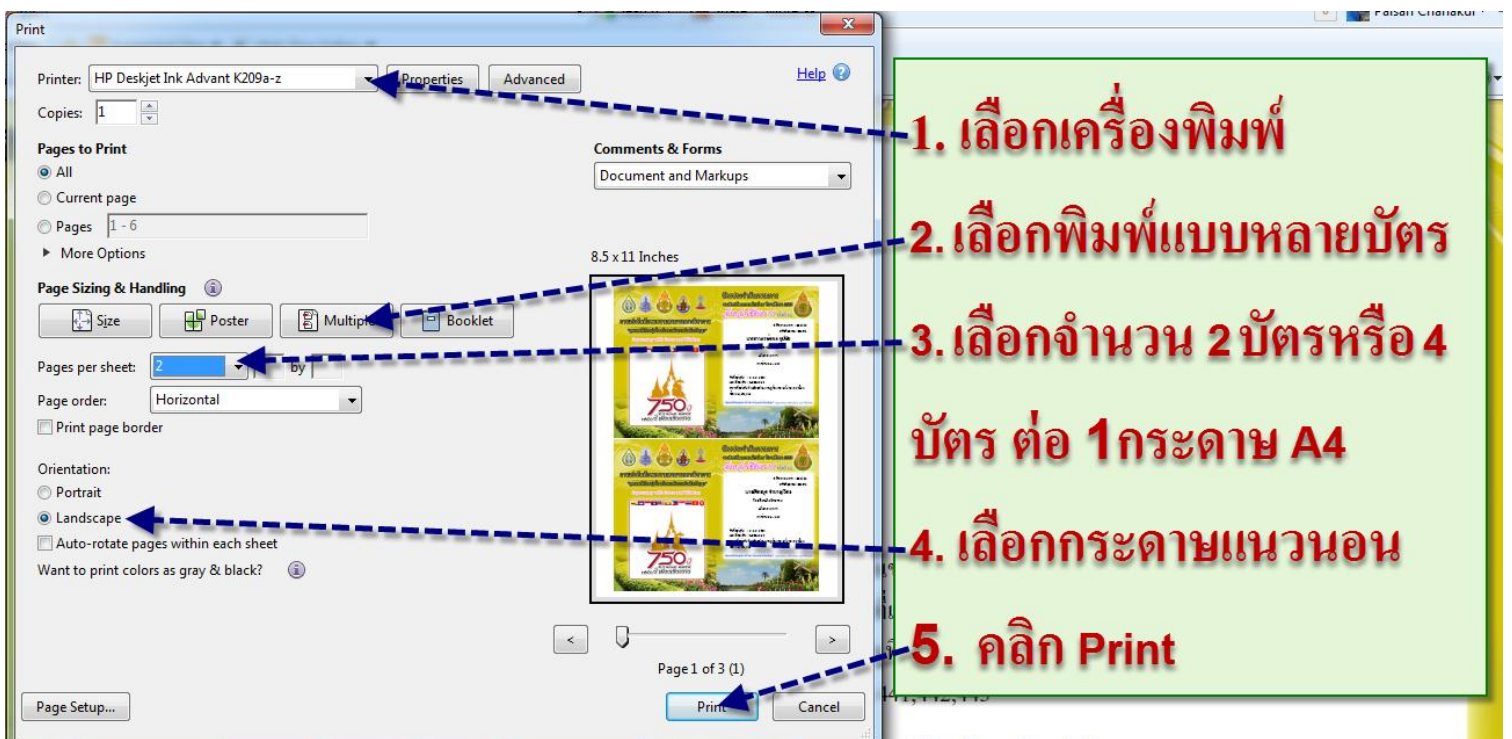 Paisan Chanakul
Print
Printer: HP Deskjet Ink Advant K209a-z Properties Advanced Help
Copies: 1
Pages to Print
All
Current page
Pages 1 - 6
More Options
Comments & Forms
Document and Markups
8.5 x 11 Inches
Page Sizing & Handling
Size Poster Multiple Booklet
Pages per sheet: 2 by
Page order: Horizontal
Print page border
Orientation:
Portrait
Landscape
Auto-rotate pages within each sheet
Want to print colors as gray & black?
750
750
< >
Page 1 of 3 (1)
Page Setup... Print Cancel
1. เลือกเครื่องพิมพ์
2. เลือกพิมพ์แบบหลายบัตร
3. เลือกจำนวน 2 บัตรหรือ 4
บัตร ต่อ 1กระดาษ A4
4. เลือกกระดาษแนวนอน
5. คลิก Print